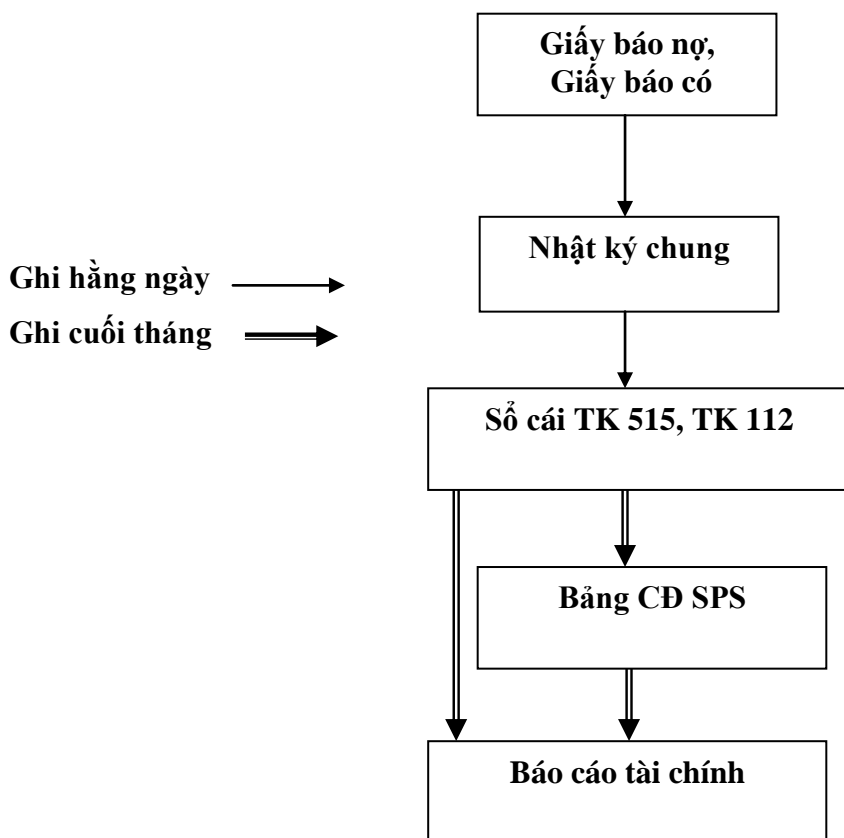 Giấy báo nợ,
Giấy báo có
Nhật ký chung
Ghi hằng ngày
Ghi cuối tháng
Sổ cái TK 515, TK 112
Bảng CĐ SPS
Báo cáo tài chính